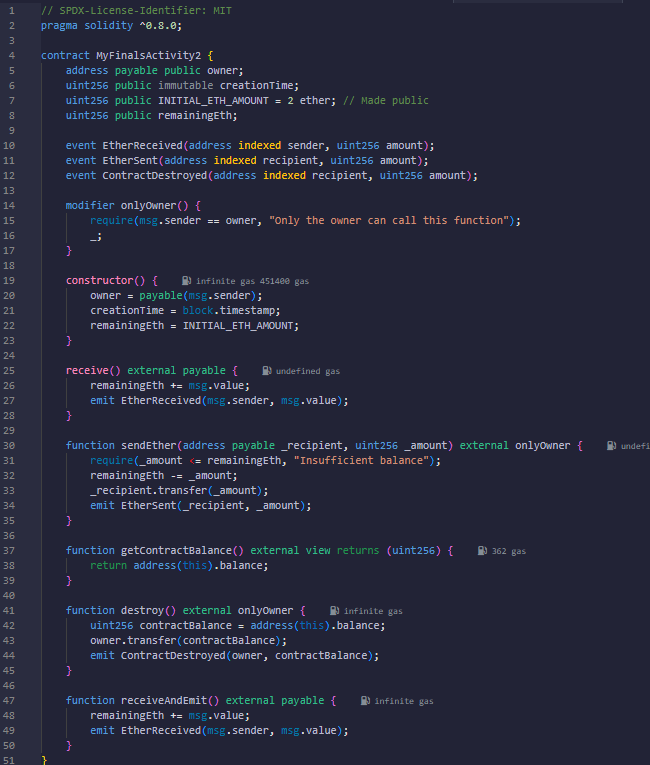 1 // SPDX-License-Identifier: MIT
2 pragma solidity ^0.8.0;
3
4 contract MyFinalsActivity2 {
5     address payable public owner;
6     uint256 public immutable creationTime;
7     uint256 public INITIAL_ETH_AMOUNT = 2 ether; // Made public
8     uint256 public remainingEth;
9
10     event EtherReceived(address indexed sender, uint256 amount);
11     event EtherSent(address indexed recipient, uint256 amount);
12     event ContractDestroyed(address indexed recipient, uint256 amount);
13
14     modifier onlyOwner() {
15         require(msg.sender == owner, "Only the owner can call this function");
16         _;
17     }
18
19     constructor() { infinite gas 451400 gas
20         owner = payable(msg.sender);
21         creationTime = block.timestamp;
22         remainingEth = INITIAL_ETH_AMOUNT;
23     }
24
25     receive() external payable { undefined gas
26         remainingEth += msg.value;
27         emit EtherReceived(msg.sender, msg.value);
28     }
29
30     function sendEther(address payable _recipient, uint256 _amount) external onlyOwner { undefi
31         require(_amount <= remainingEth, "Insufficient balance");
32         remainingEth -= _amount;
33         _recipient.transfer(_amount);
34         emit EtherSent(_recipient, _amount);
35     }
36
37     function getContractBalance() external view returns (uint256) { 362 gas
38         return address(this).balance;
39     }
40
41     function destroy() external onlyOwner { infinite gas
42         uint256 contractBalance = address(this).balance;
43         owner.transfer(contractBalance);
44         emit ContractDestroyed(owner, contractBalance);
45     }
46
47     function receiveAndEmit() external payable { infinite gas
48         remainingEth += msg.value;
49         emit EtherReceived(msg.sender, msg.value);
50     }
51 }